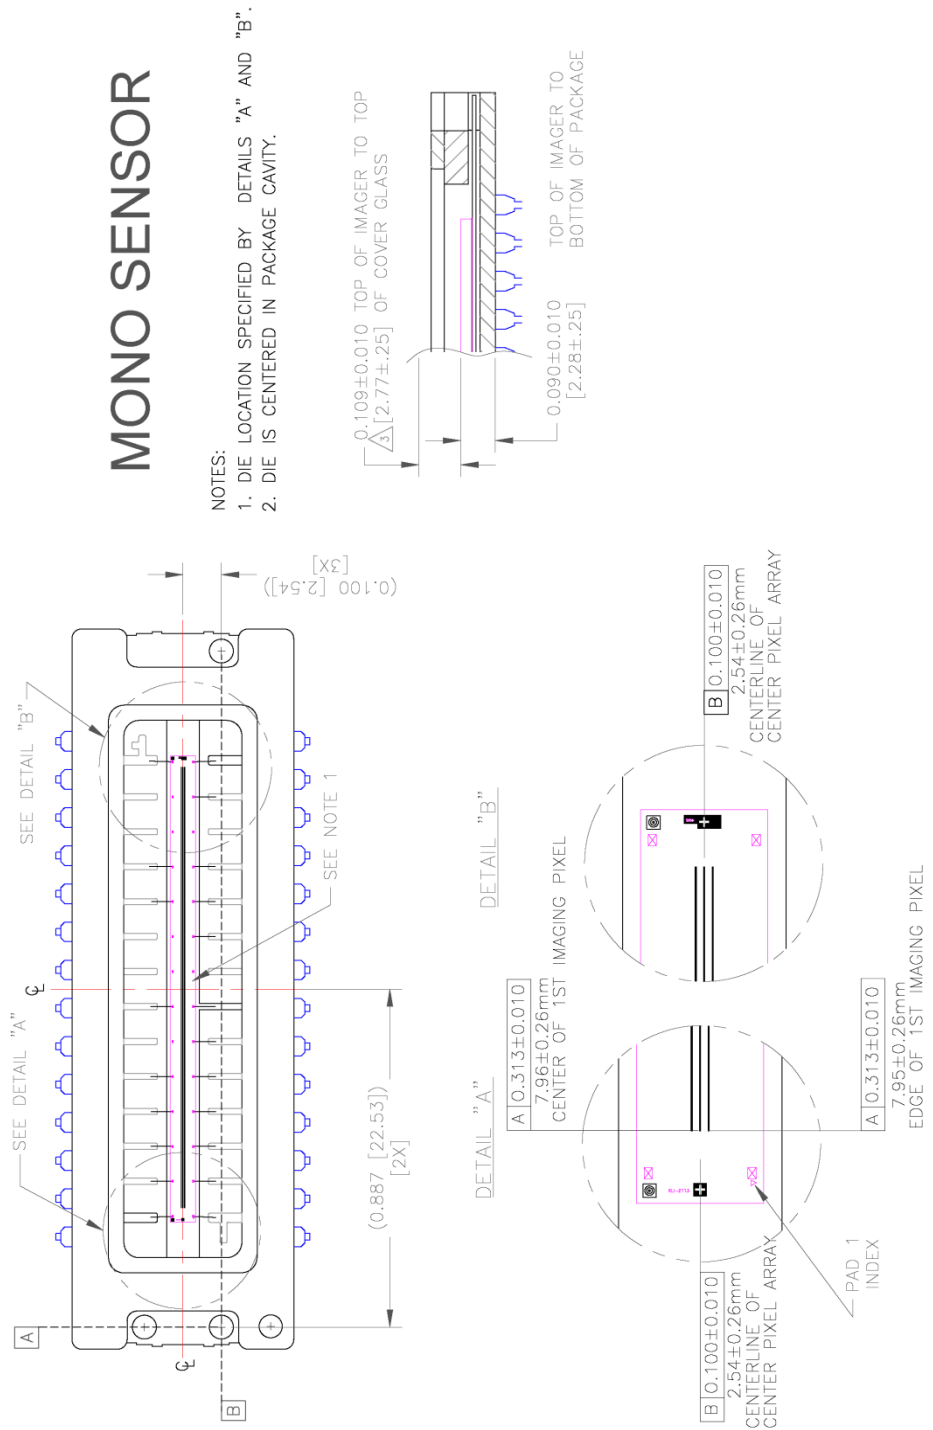 MONO SENSOR
NOTES:
1. DIE LOCATION SPECIFIED BY DETAILS "A" AND "B".
2. DIE IS CENTERED IN PACKAGE CAVITY.
SEE DETAIL "A"
SEE DETAIL "B"
SEE NOTE 1
℄
℄
A
B
(0.887 [22.53])
[2X]
(0.100 [2.54])
[3X]
0.109±0.010 TOP OF IMAGER TO TOP
3 [2.77±.25] OF COVER GLASS
0.090±0.010
[2.28±.25]
TOP OF IMAGER TO
BOTTOM OF PACKAGE
DETAIL "A"
A 0.313±0.010
7.96±0.26mm
CENTER OF 1ST IMAGING PIXEL
B 0.100±0.010
2.54±0.26mm
CENTERLINE OF
CENTER PIXEL ARRAY
PAD 1
INDEX
A 0.313±0.010
7.95±0.26mm
EDGE OF 1ST IMAGING PIXEL
DETAIL "B"
B 0.100±0.010
2.54±0.26mm
CENTERLINE OF
CENTER PIXEL ARRAY